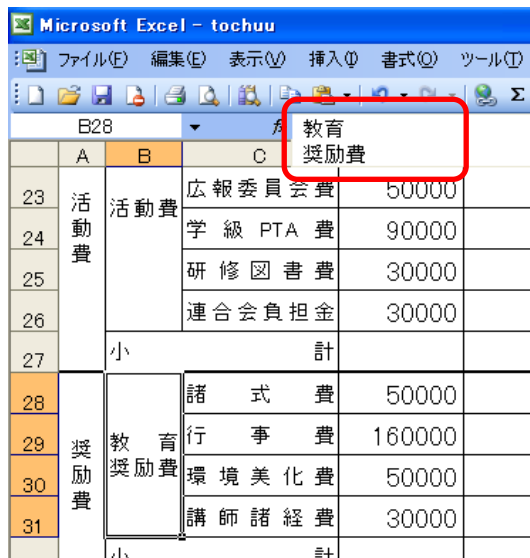 Microsoft Excel - tochuu
ファイル(F) 編集(E) 表示(V) 挿入(I) 書式(O) ツール(T)
Σ
B28
教育
奨励費
A B C
23 活動費 活動費 広報委員会費 50000
24 学級PTA費 90000
25 研修図書費 30000
26 連合会負担金 30000
27 小計
28 奨励費 教育 諸式費 50000
29 奨励費 行事費 160000
30 環境美化費 50000
31 講師諸経費 30000
小計